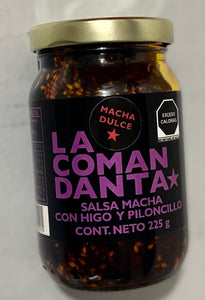 MACHA
DULCE
LA
COMAN
DANTA
SALSA MACHA
CON HIGO Y PILONCILLO
CONT. NETO 225 g
EXCESO
CALORÍAS